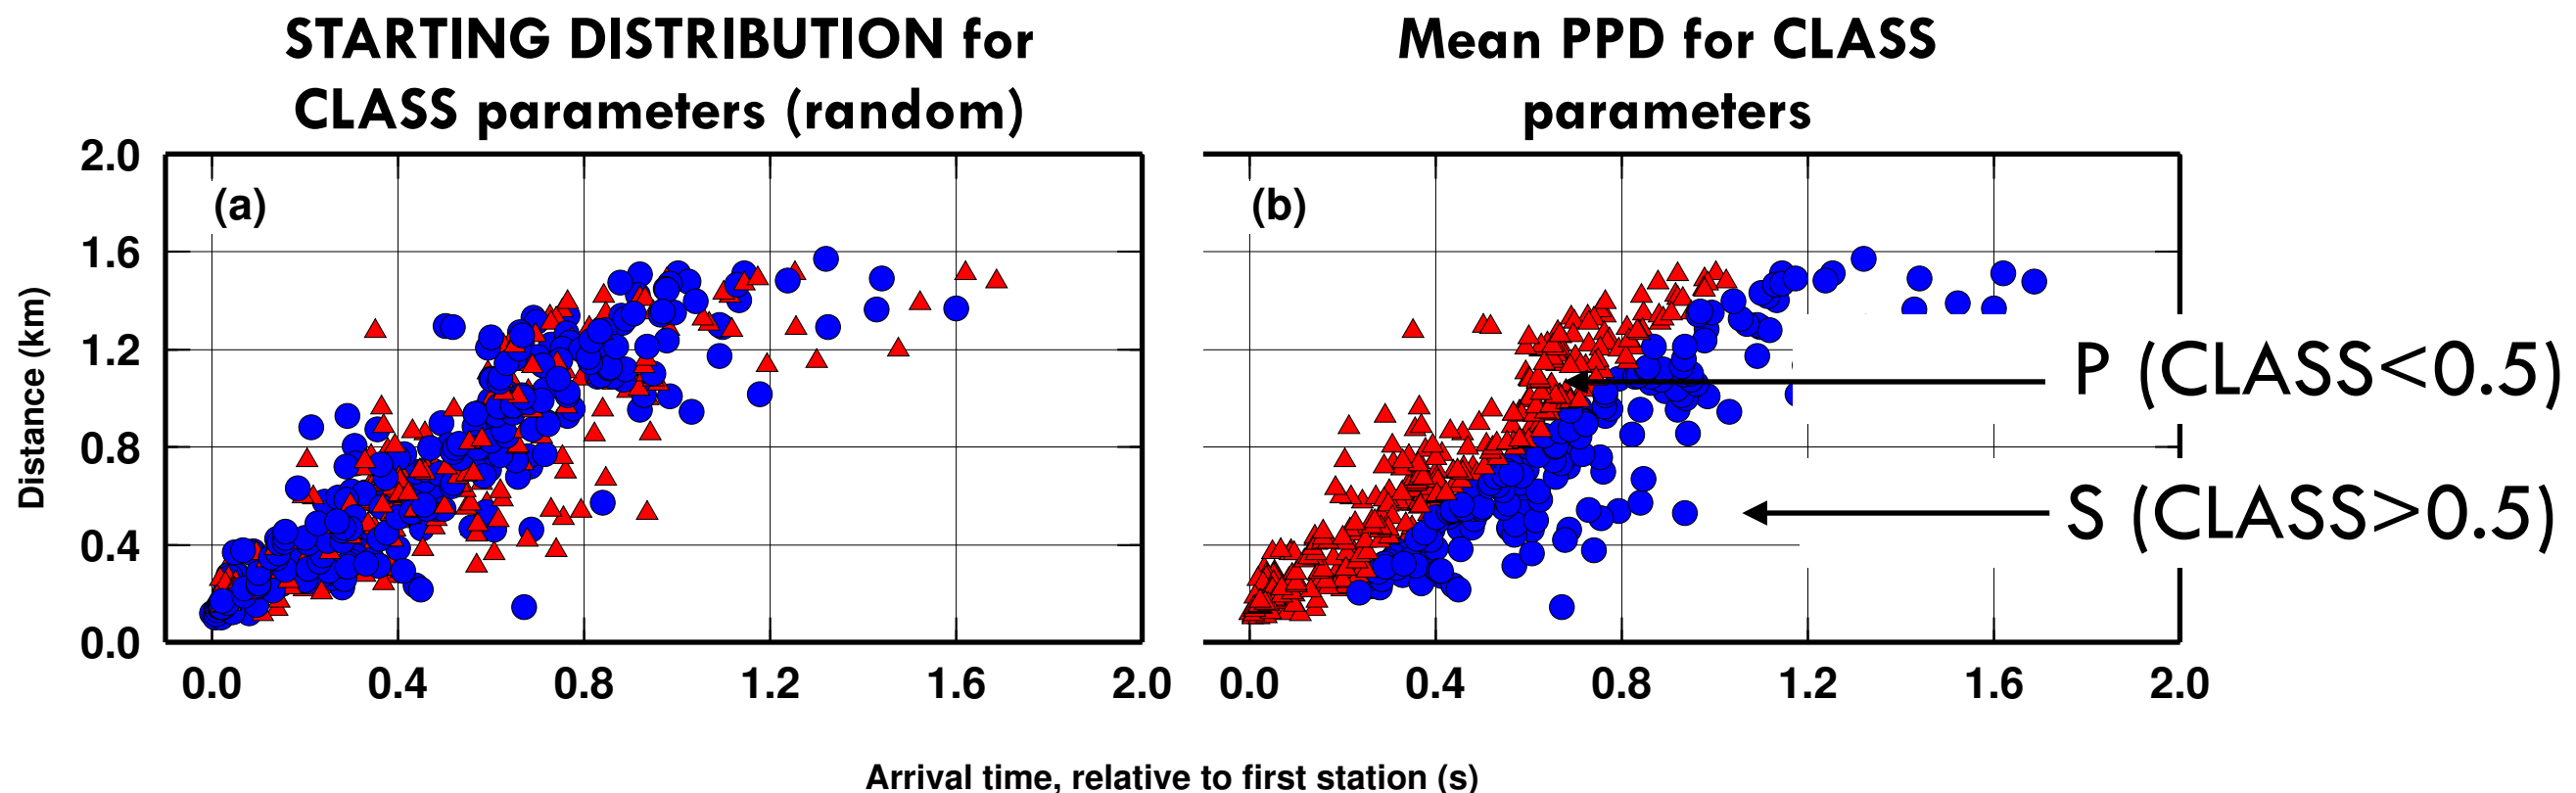 STARTING DISTRIBUTION for
CLASS parameters (random)
Mean PPD for CLASS
parameters
2.0
1.6
1.2
0.8
0.4
0.0
Distance (km)
(a)
(b)
P (CLASS<0.5)
S (CLASS>0.5)
0.0 0.4 0.8 1.2 1.6 2.0
0.0 0.4 0.8 1.2 1.6 2.0
Arrival time, relative to first station (s)